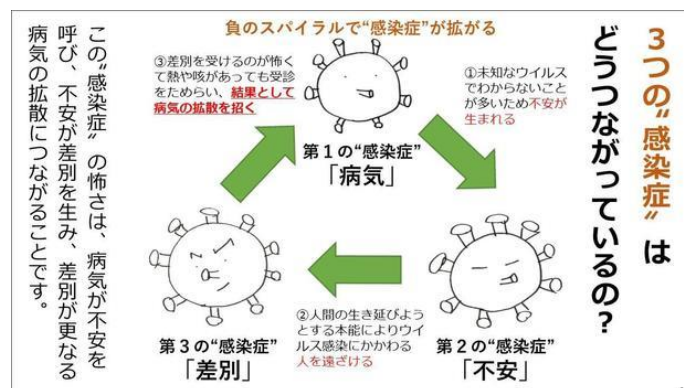 ３つの“感染症”は
どうつながっているの？
負のスパイラルで“感染症”が拡がる
第１の“感染症”
「病気」
①未知なウイルス
でわからないこと
が多いため不安が
生まれる
第２の“感染症”
「不安」
②人間の生き延びよう
とする本能によりウイ
ルス感染にかかわる
人を遠ざける
第３の“感染症”
「差別」
③差別を受けるのが怖く
て熱や咳があっても受診
をためらい、結果として
病気の拡散を招く
この“感染症”の怖さは、病気が不安を
呼び、不安が差別を生み、差別が更なる
病気の拡散につながることです。